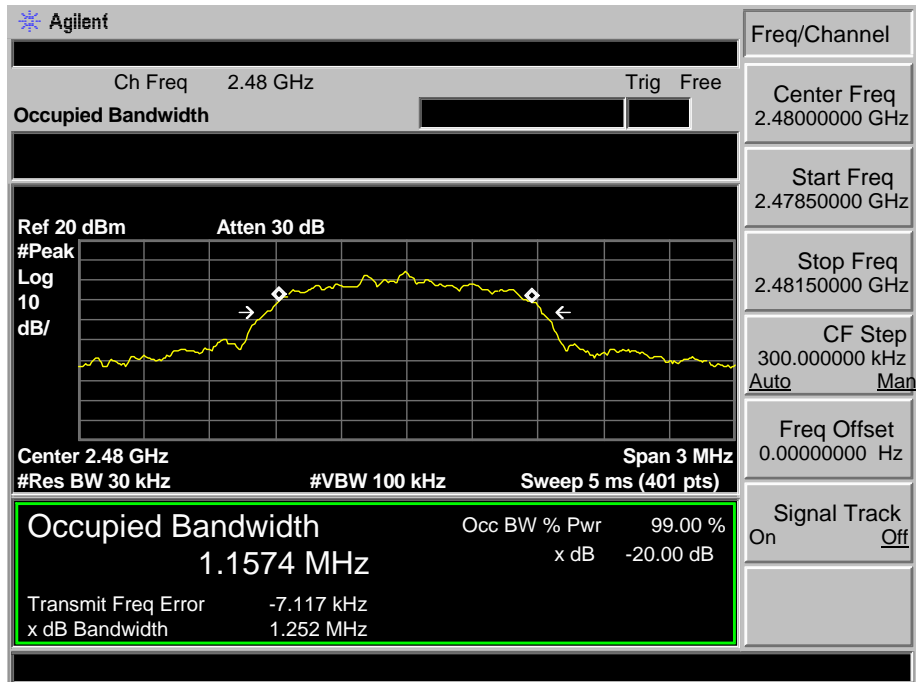 Agilent
Freq/Channel
Ch Freq 2.48 GHz Trig Free
Occupied Bandwidth
Center Freq
2.48000000 GHz
Start Freq
2.47850000 GHz
Stop Freq
2.48150000 GHz
CF Step
300.000000 kHz
Auto Man
Freq Offset
0.00000000 Hz
Signal Track
On Off
Ref 20 dBm Atten 30 dB
#Peak
Log
10
dB/
Center 2.48 GHz Span 3 MHz
#Res BW 30 kHz #VBW 100 kHz Sweep 5 ms (401 pts)
Occupied Bandwidth
1.1574 MHz
Occ BW % Pwr 99.00 %
x dB -20.00 dB
Transmit Freq Error -7.117 kHz
x dB Bandwidth 1.252 MHz